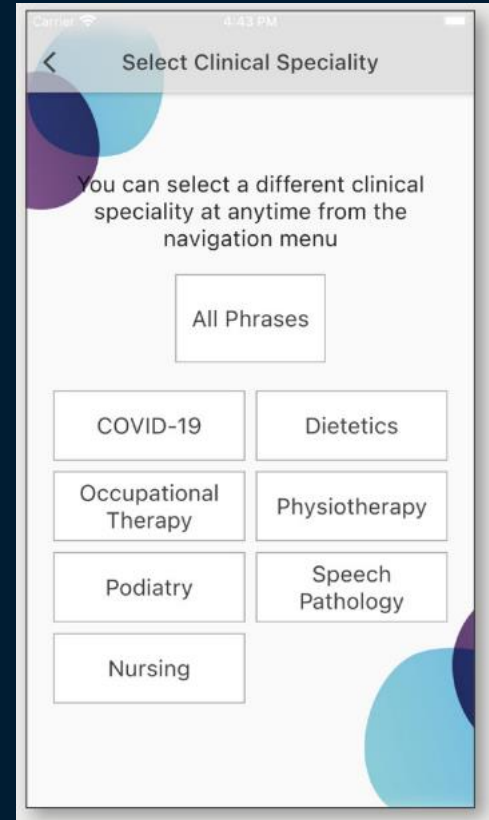 Carrier 4:43 PM
Select Clinical Speciality
You can select a different clinical
speciality at anytime from the
navigation menu
All Phrases
COVID-19 Dietetics
Occupational
Therapy
Physiotherapy
Podiatry
Speech
Pathology
Nursing